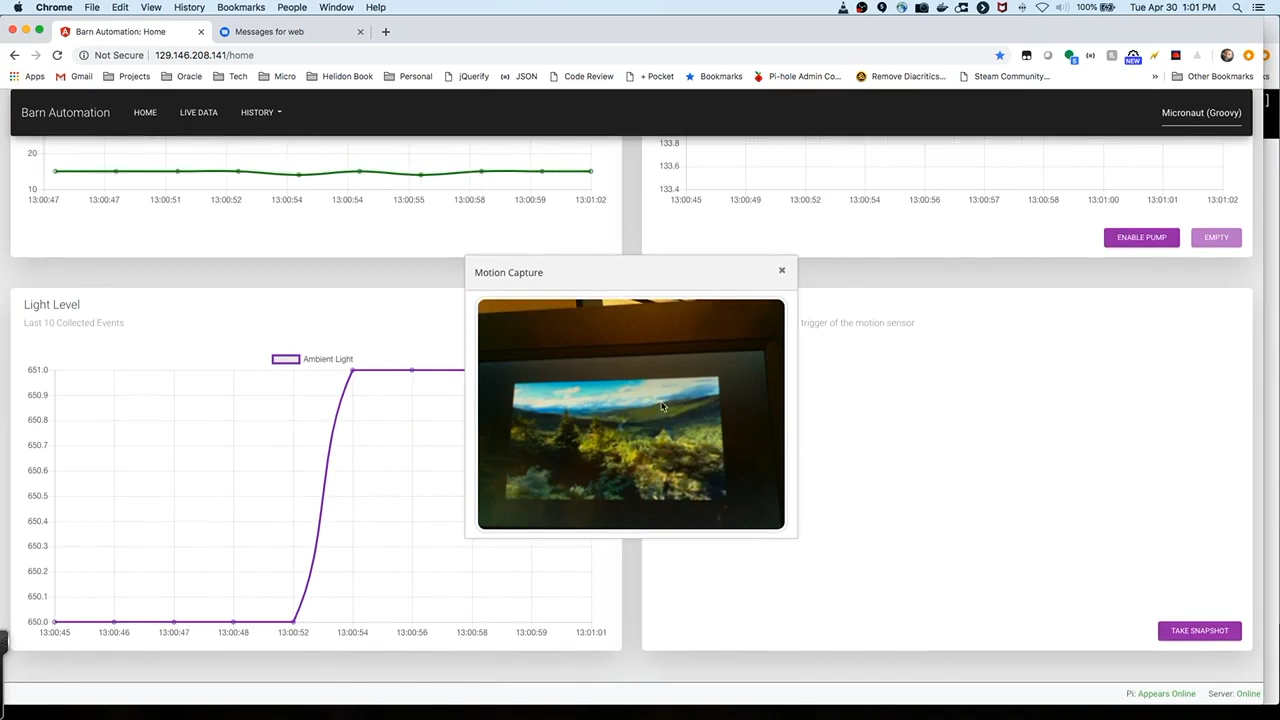 Chrome File Edit View History Bookmarks People Window Help 100% Tue Apr 30 1:01 PM
Barn Automation: Home × Messages for web × +
Not Secure 129.146.208.141/home
Apps Gmail Projects Oracle Tech Micro Helidon Book Personal jQuerify JSON Code Review + Pocket Bookmarks Pi-hole Admin Co... Remove Diacritics... Steam Community... » Other Bookmarks
NEW
Barn Automation HOME LIVE DATA HISTORY Micronaut (Groovy)
20
10
13:00:47 13:00:47 13:00:51 13:00:52 13:00:54 13:00:54 13:00:56 13:00:58 13:00:59 13:01:02
133.8
133.6
133.4
13:00:45 13:00:49 13:00:52 13:00:54 13:00:56 13:00:57 13:00:58 13:01:00 13:01:02 13:01:02
ENABLE PUMP EMPTY
Motion Capture ×
Light Level
Last 10 Collected Events
trigger of the motion sensor
Ambient Light
651.0
650.9
650.8
650.7
650.6
650.5
650.4
650.3
650.2
650.1
650.0
13:00:45 13:00:46 13:00:47 13:00:48 13:00:52 13:00:54 13:00:56 13:00:58 13:00:59 13:01:01
TAKE SNAPSHOT
Pi: Appears Online Server: Online